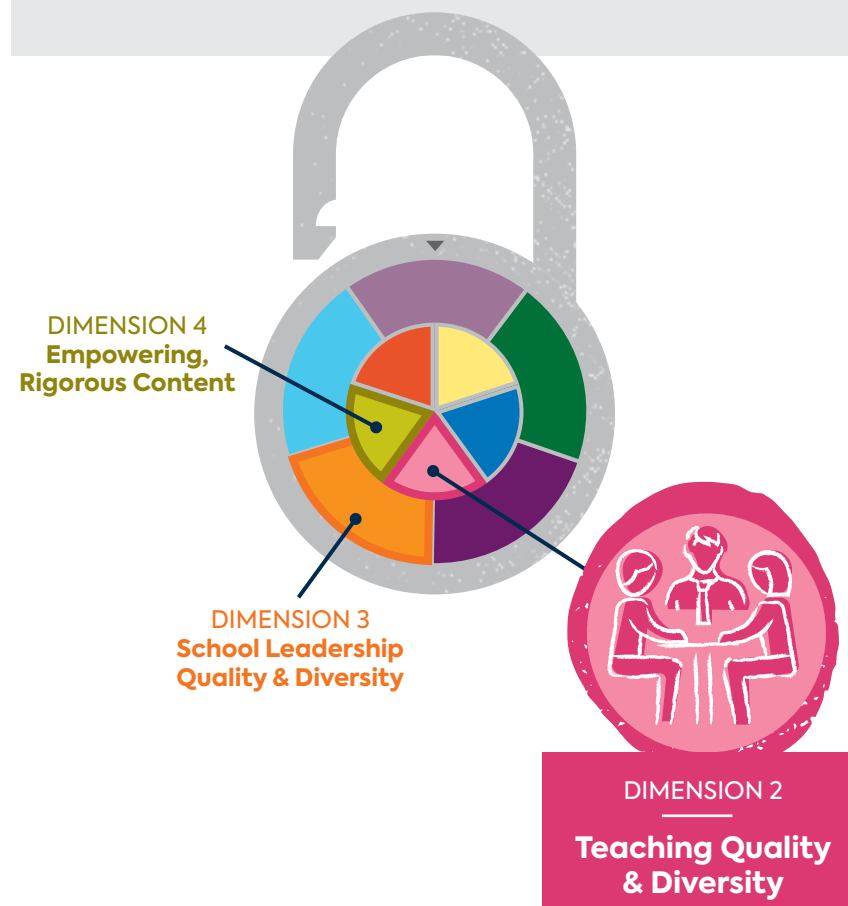 DIMENSION 4
Empowering,
Rigorous Content
DIMENSION 3
School Leadership
Quality & Diversity
DIMENSION 2
Teaching Quality
& Diversity